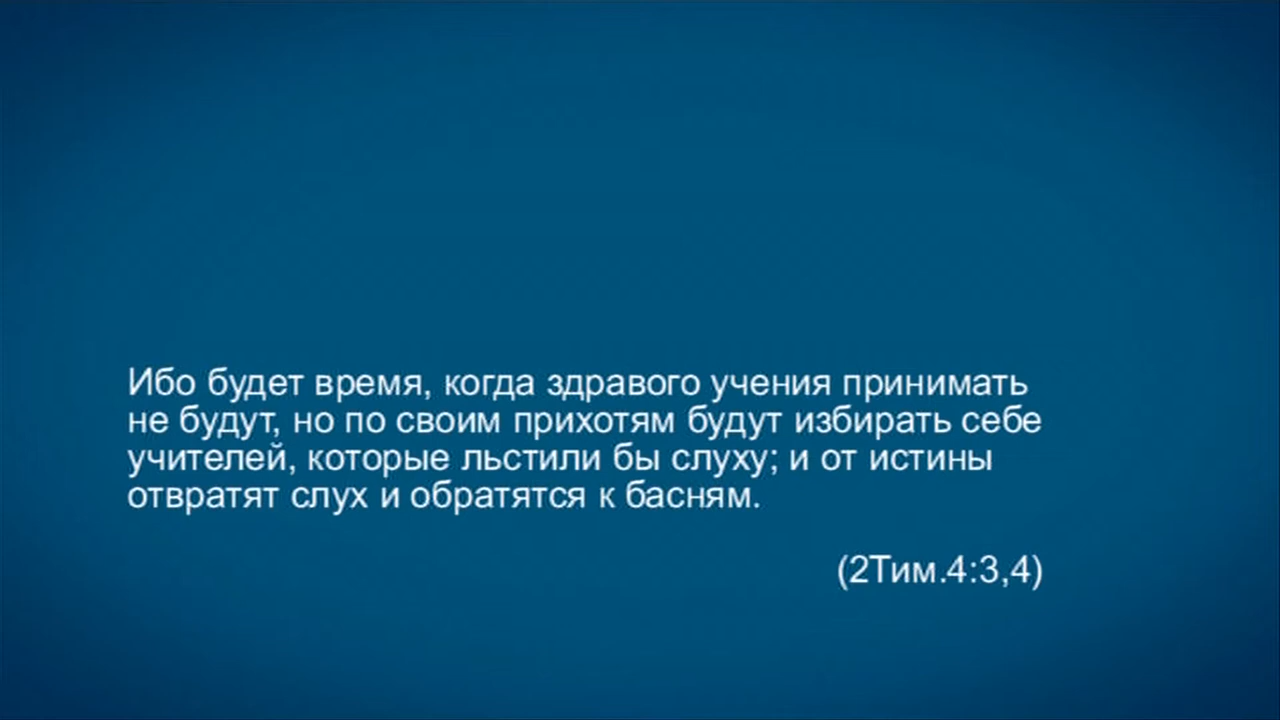 Ибо будет время, когда здравого учения принимать
не будут, но по своим прихотям будут избирать себе
учителей, которые льстили бы слуху; и от истины
отвратят слух и обратятся к басням.
(2Тим.4:3,4)